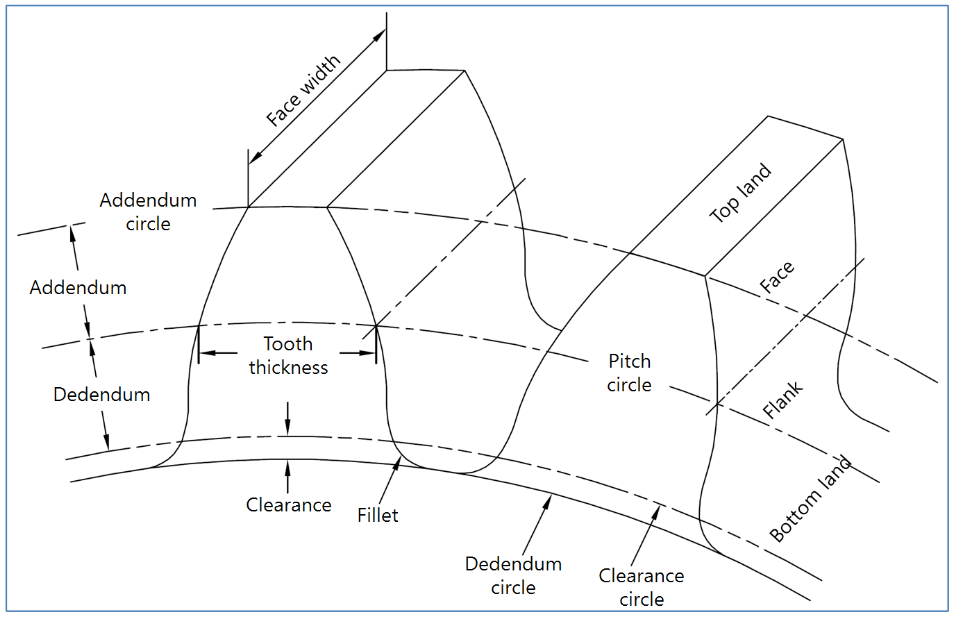 Face width
Addendum
circle
Top land
Addendum
Face
Tooth
thickness
Pitch
circle
Dedendum
Flank
Clearance
Fillet
Bottom land
Dedendum
circle
Clearance
circle